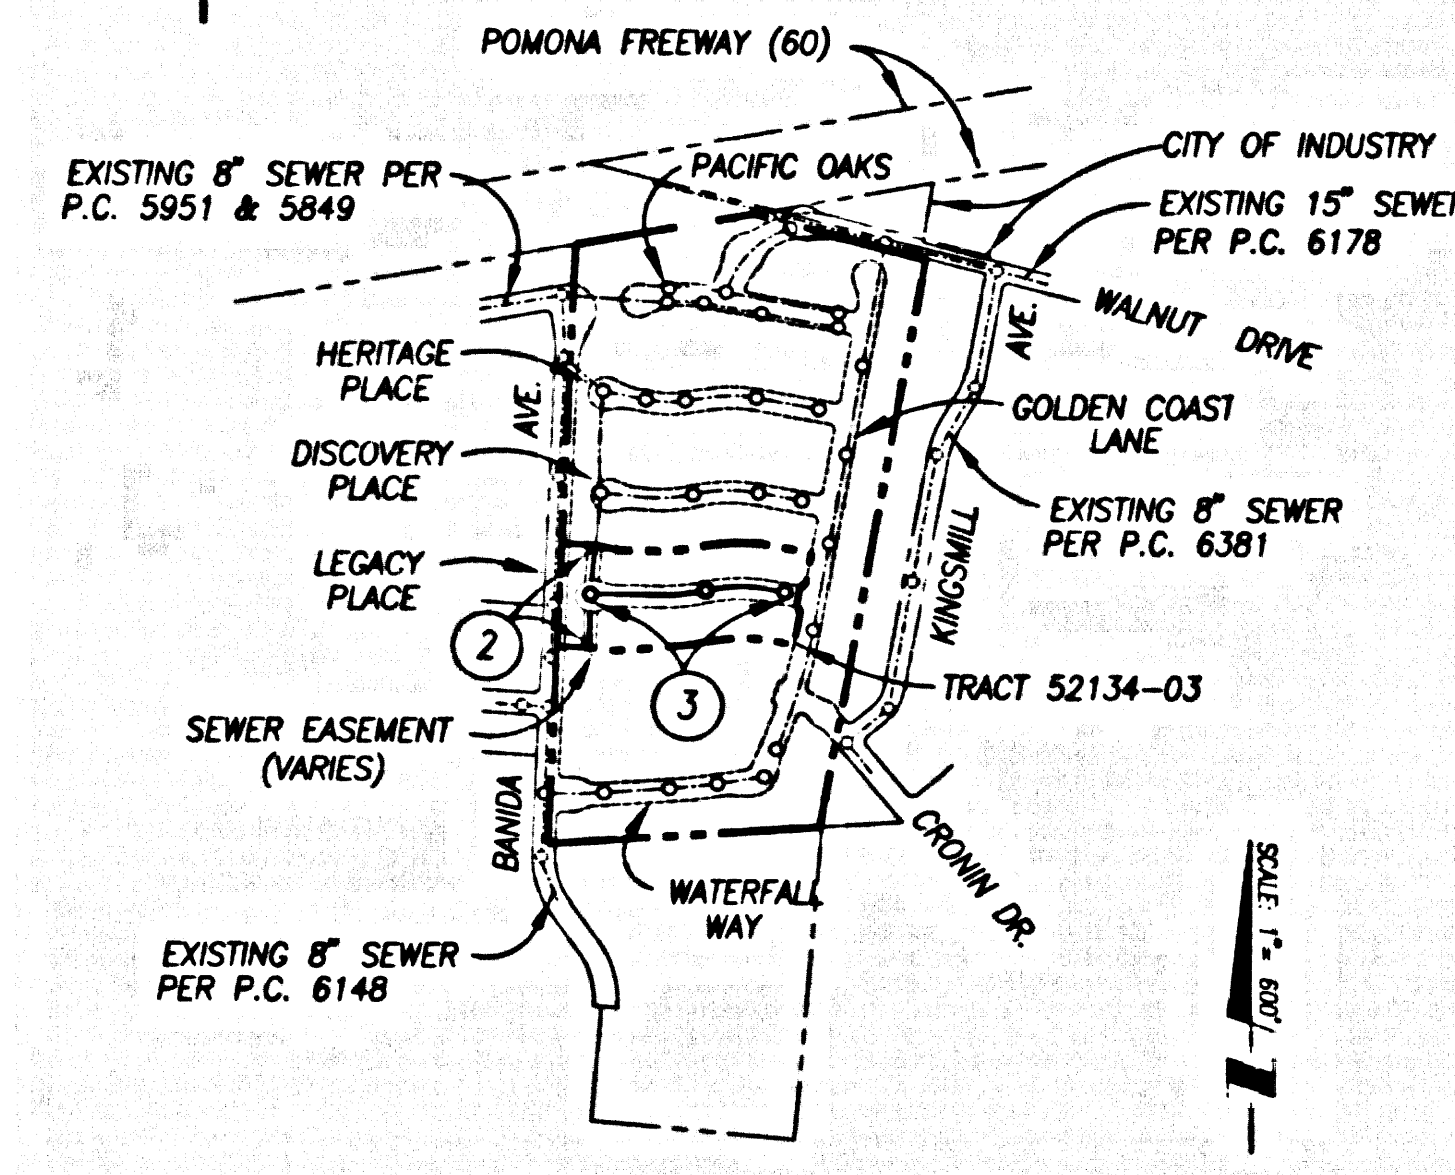 POMONA FREEWAY (60)
CITY OF INDUSTRY
PACIFIC OAKS
EXISTING 8" SEWER PER
P.C. 5951 & 5849
EXISTING 15" SEWER
PER P.C. 6178
WALNUT DRIVE
AVE.
HERITAGE
PLACE
AVE.
GOLDEN COAST
LANE
DISCOVERY
PLACE
EXISTING 8" SEWER
PER P.C. 6381
LEGACY
PLACE
KINGSMILL
2
3
TRACT 52134-03
SEWER EASEMENT
(VARIES)
BANIDA
CRONIN DR.
WATERFALL
WAY
EXISTING 8" SEWER
PER P.C. 6148
SCALE: 1" = 600'